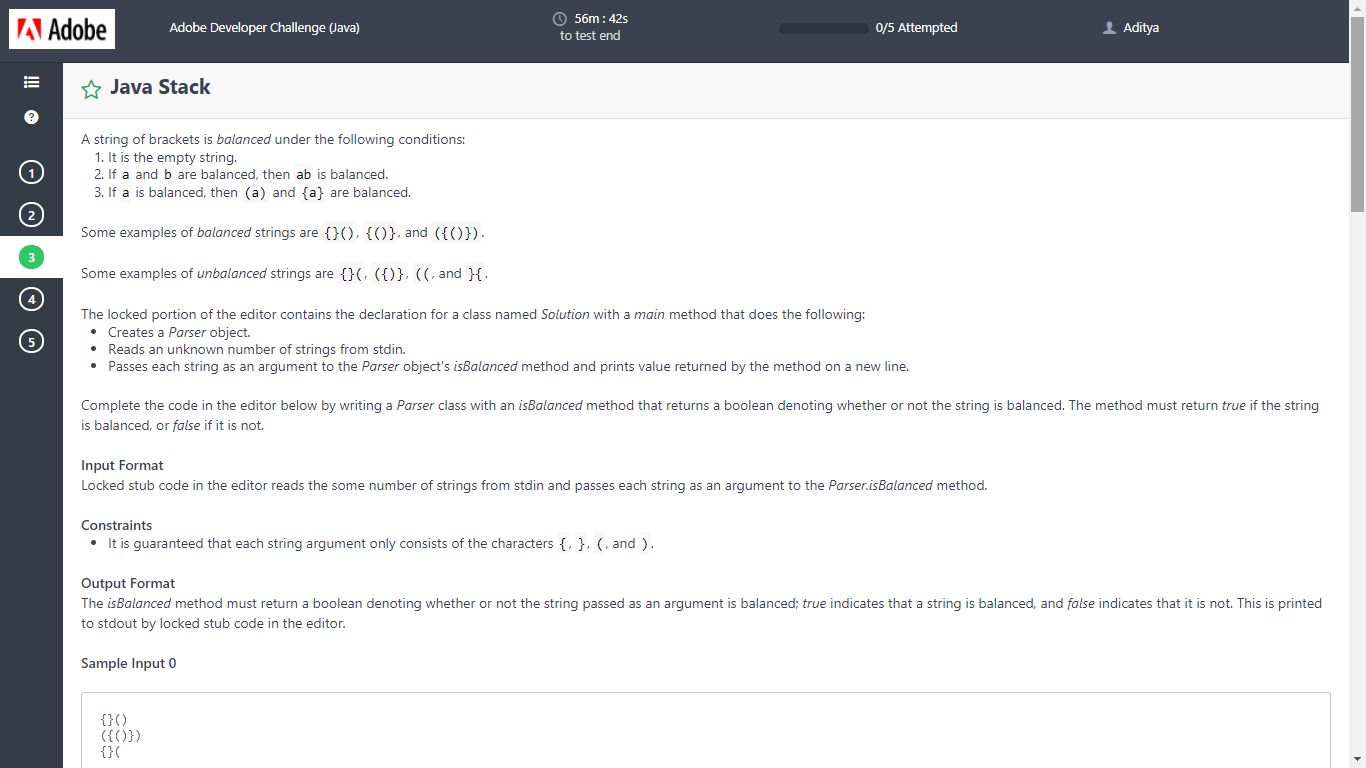 Adobe
Adobe Developer Challenge (Java)
56m : 42s
to test end
0/5 Attempted
Aditya
?
1
2
3
4
5
Java Stack
A string of brackets is balanced under the following conditions:
1. It is the empty string.
2. If a and b are balanced, then ab is balanced.
3. If a is balanced, then (a) and {a} are balanced.
Some examples of balanced strings are {}(), {()}, and ({()}).
Some examples of unbalanced strings are {}(, ({)}, ((, and }{.
The locked portion of the editor contains the declaration for a class named Solution with a main method that does the following:
• Creates a Parser object.
• Reads an unknown number of strings from stdin.
• Passes each string as an argument to the Parser object's isBalanced method and prints value returned by the method on a new line.
Complete the code in the editor below by writing a Parser class with an isBalanced method that returns a boolean denoting whether or not the string is balanced. The method must return true if the string
is balanced, or false if it is not.
Input Format
Locked stub code in the editor reads the some number of strings from stdin and passes each string as an argument to the Parser.isBalanced method.
Constraints
• It is guaranteed that each string argument only consists of the characters {, }, (, and ).
Output Format
The isBalanced method must return a boolean denoting whether or not the string passed as an argument is balanced; true indicates that a string is balanced, and false indicates that it is not. This is printed
to stdout by locked stub code in the editor.
Sample Input 0
{}()
({()})
{}(